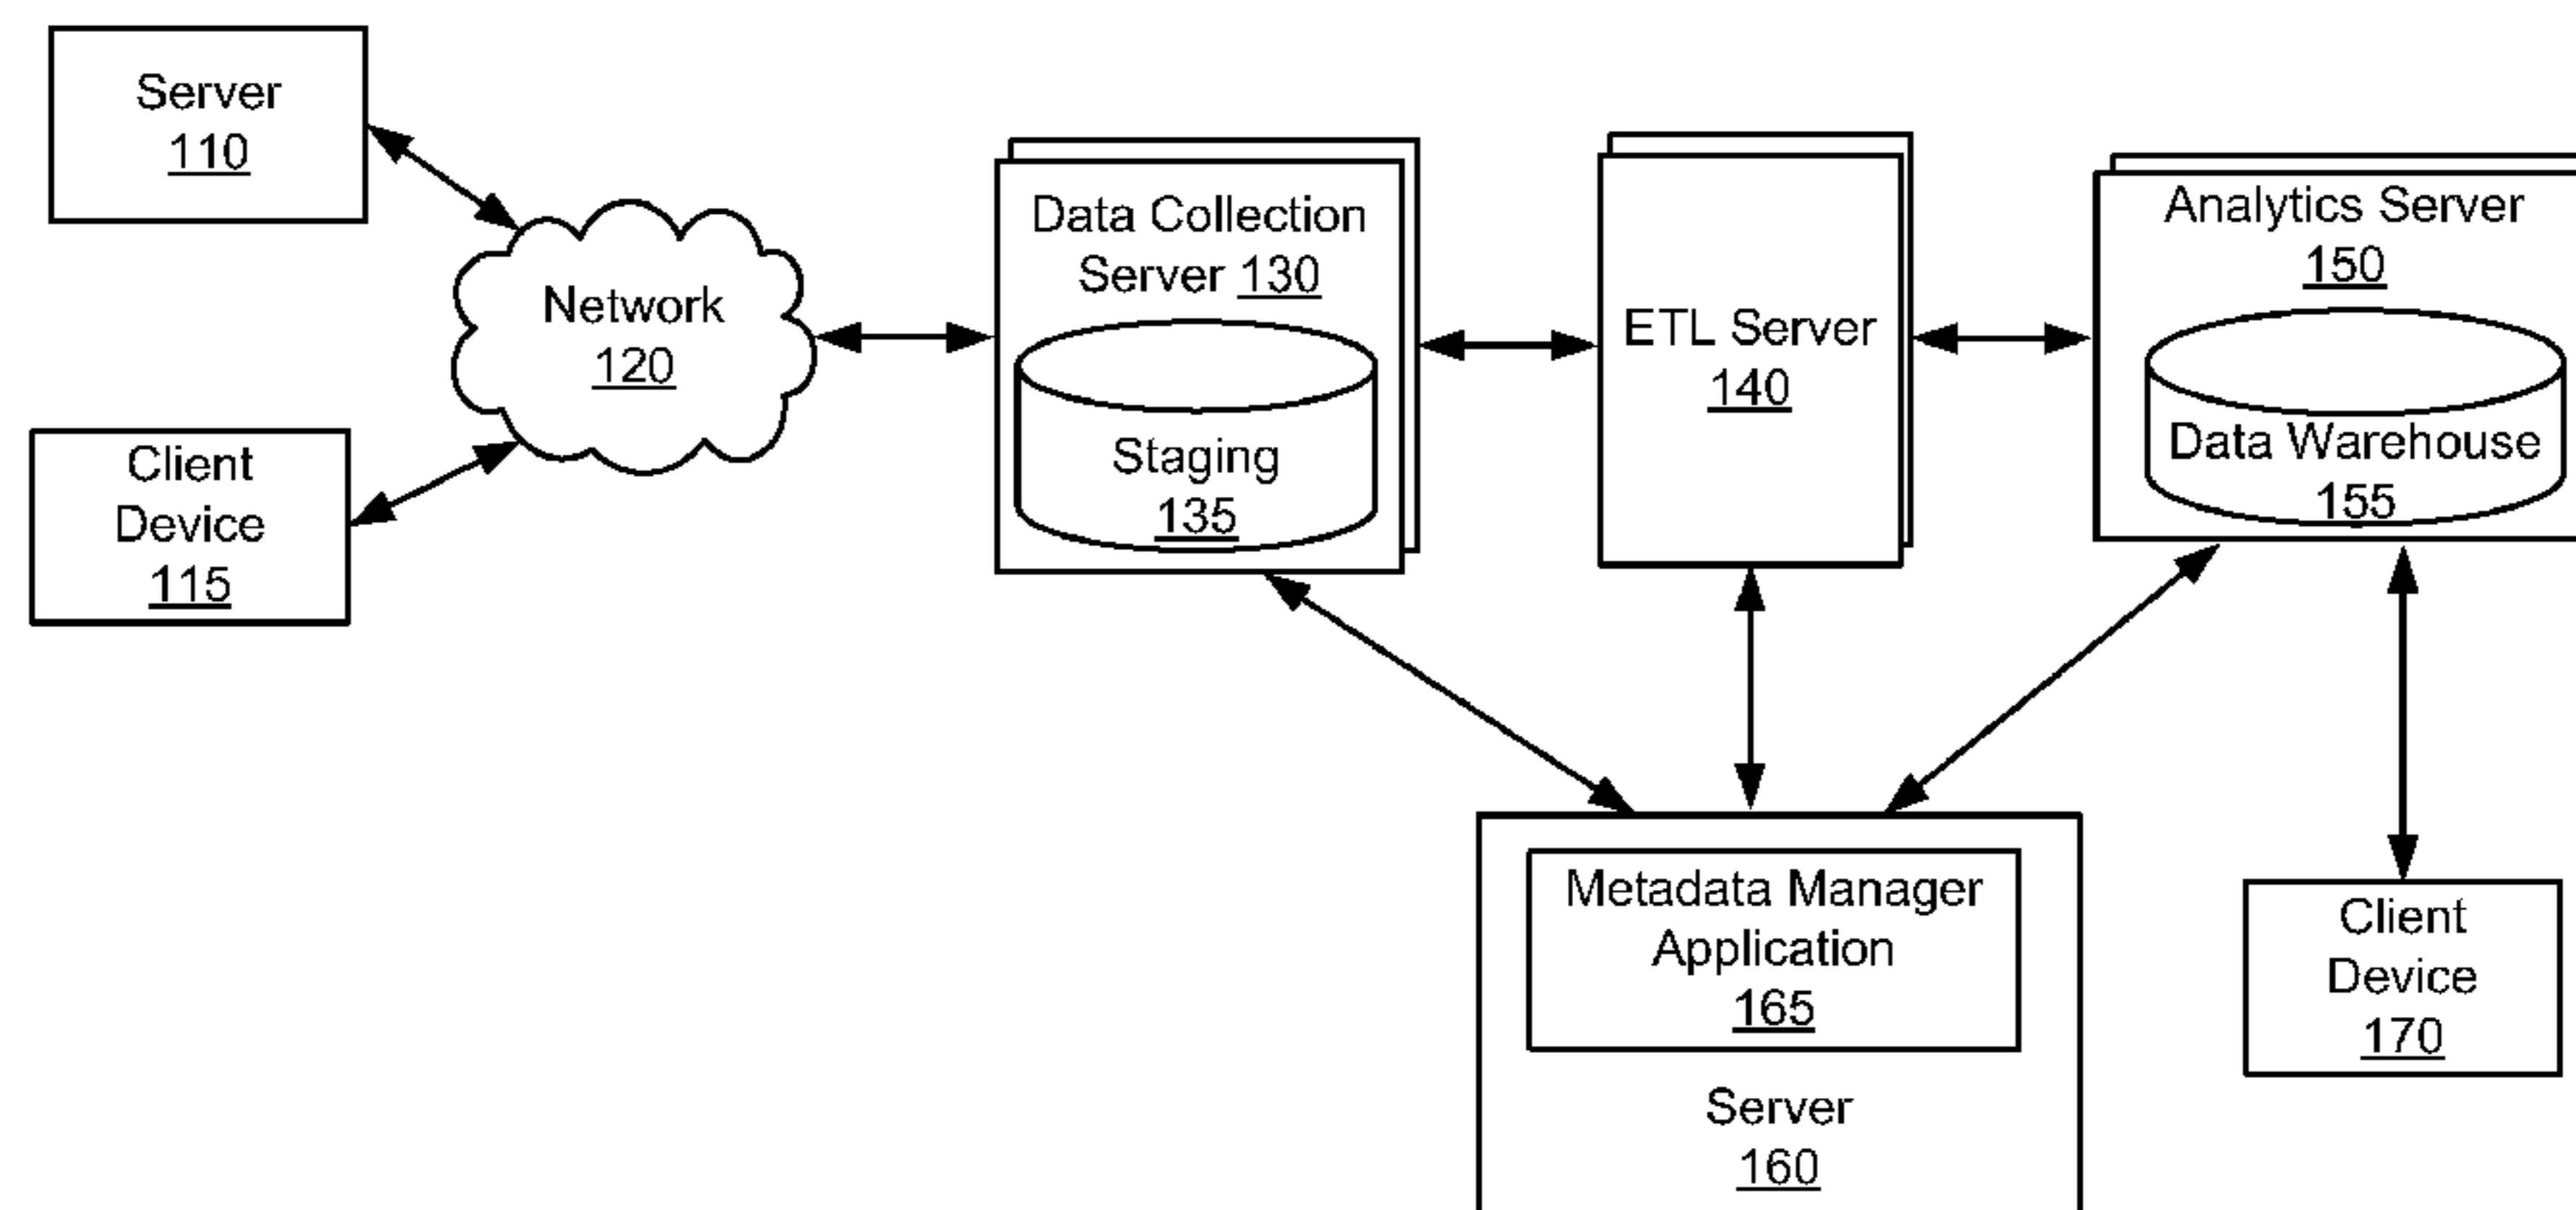 Server
110
Client
Device
115
Network
120
Data Collection
Server 130
Staging
135
ETL Server
140
Analytics Server
150
Data Warehouse
155
Metadata Manager
Application
165
Server
160
Client
Device
170